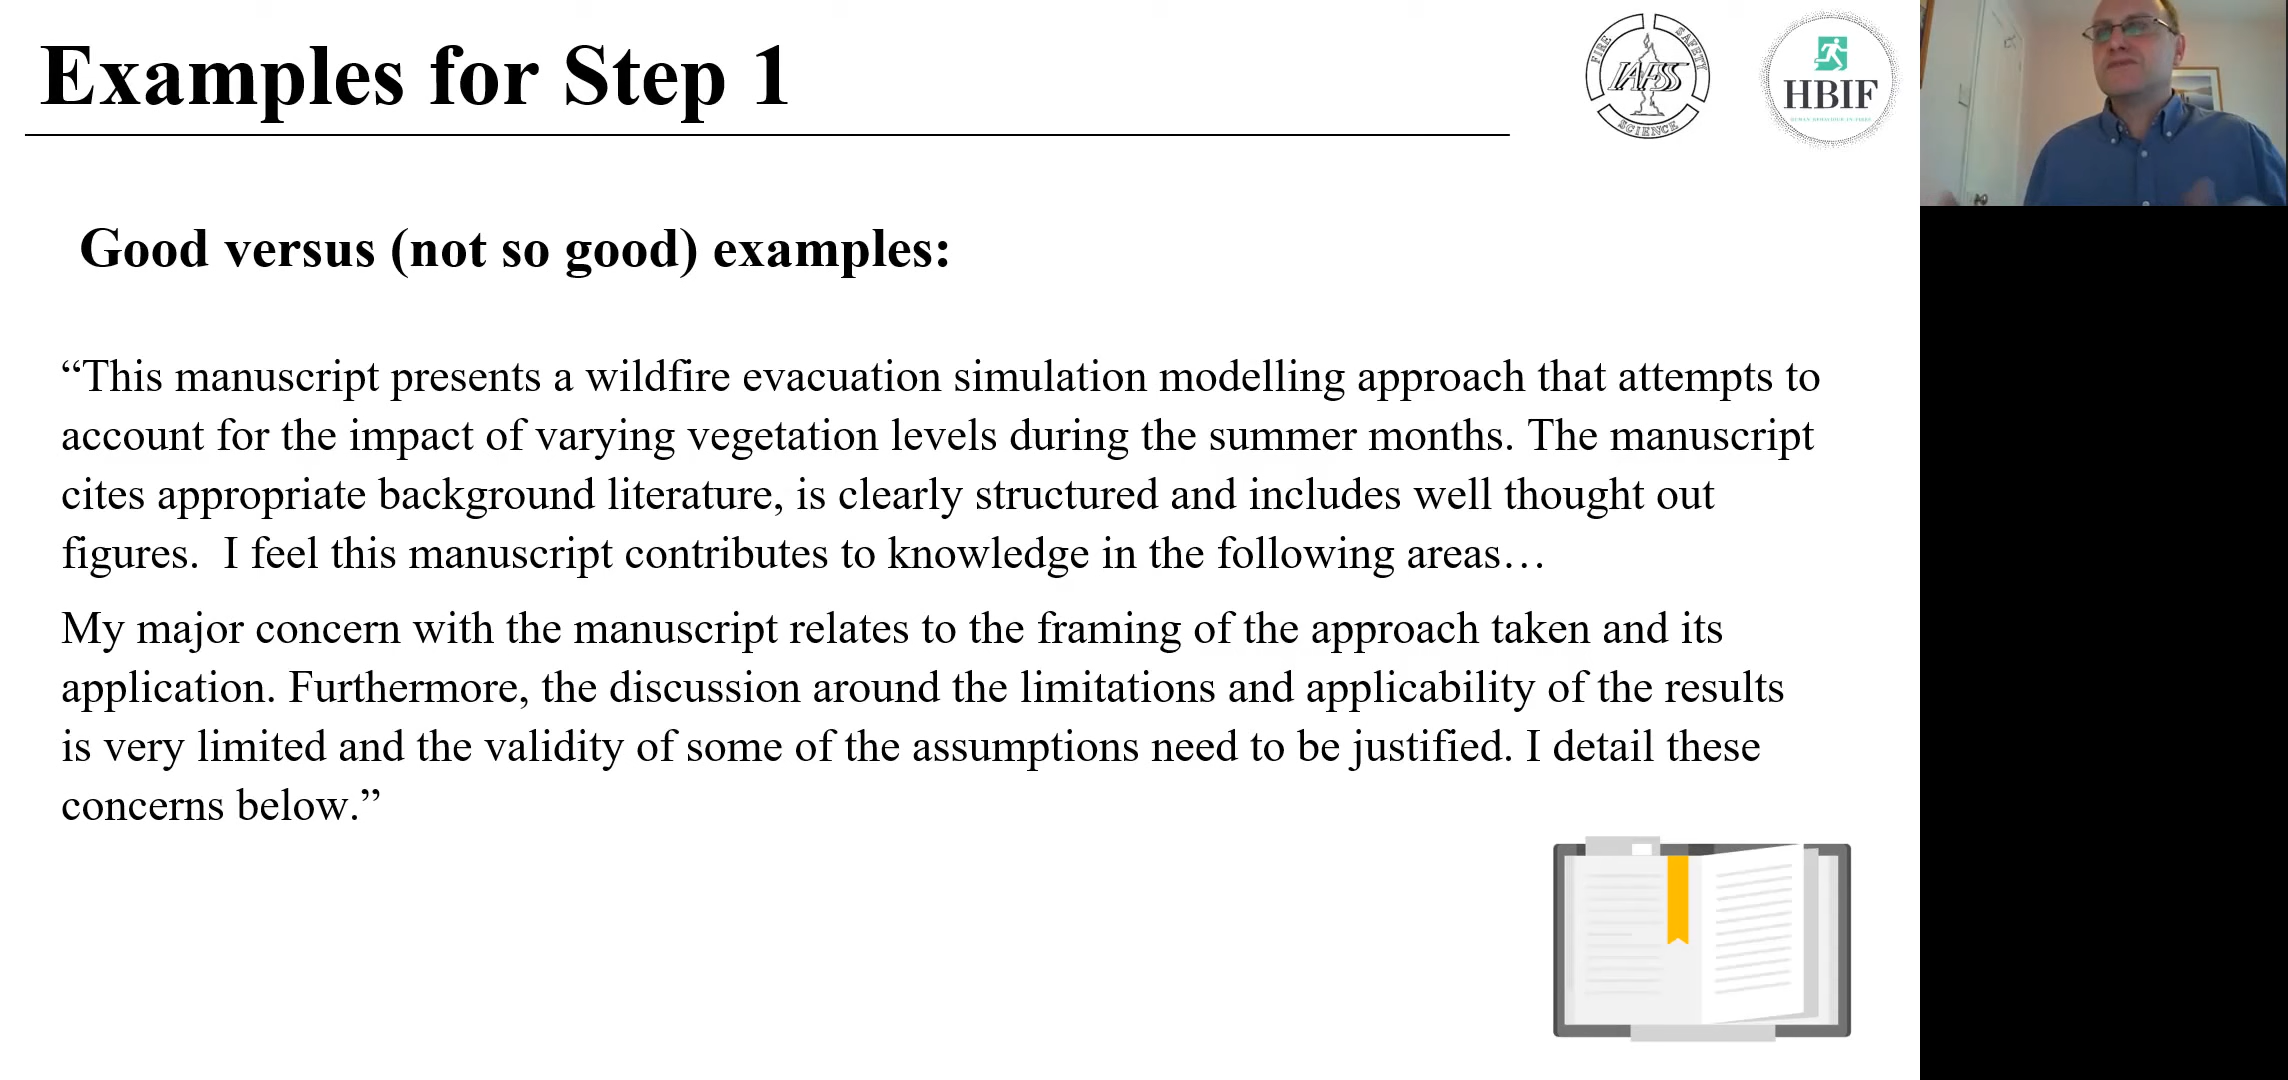 Examples for Step 1
FIRE SAFETY SCIENCE
IAFSS
HBIF
Good versus (not so good) examples:
“This manuscript presents a wildfire evacuation simulation modelling approach that attempts to
account for the impact of varying vegetation levels during the summer months. The manuscript
cites appropriate background literature, is clearly structured and includes well thought out
figures.  I feel this manuscript contributes to knowledge in the following areas…
My major concern with the manuscript relates to the framing of the approach taken and its
application. Furthermore, the discussion around the limitations and applicability of the results
is very limited and the validity of some of the assumptions need to be justified. I detail these
concerns below.”